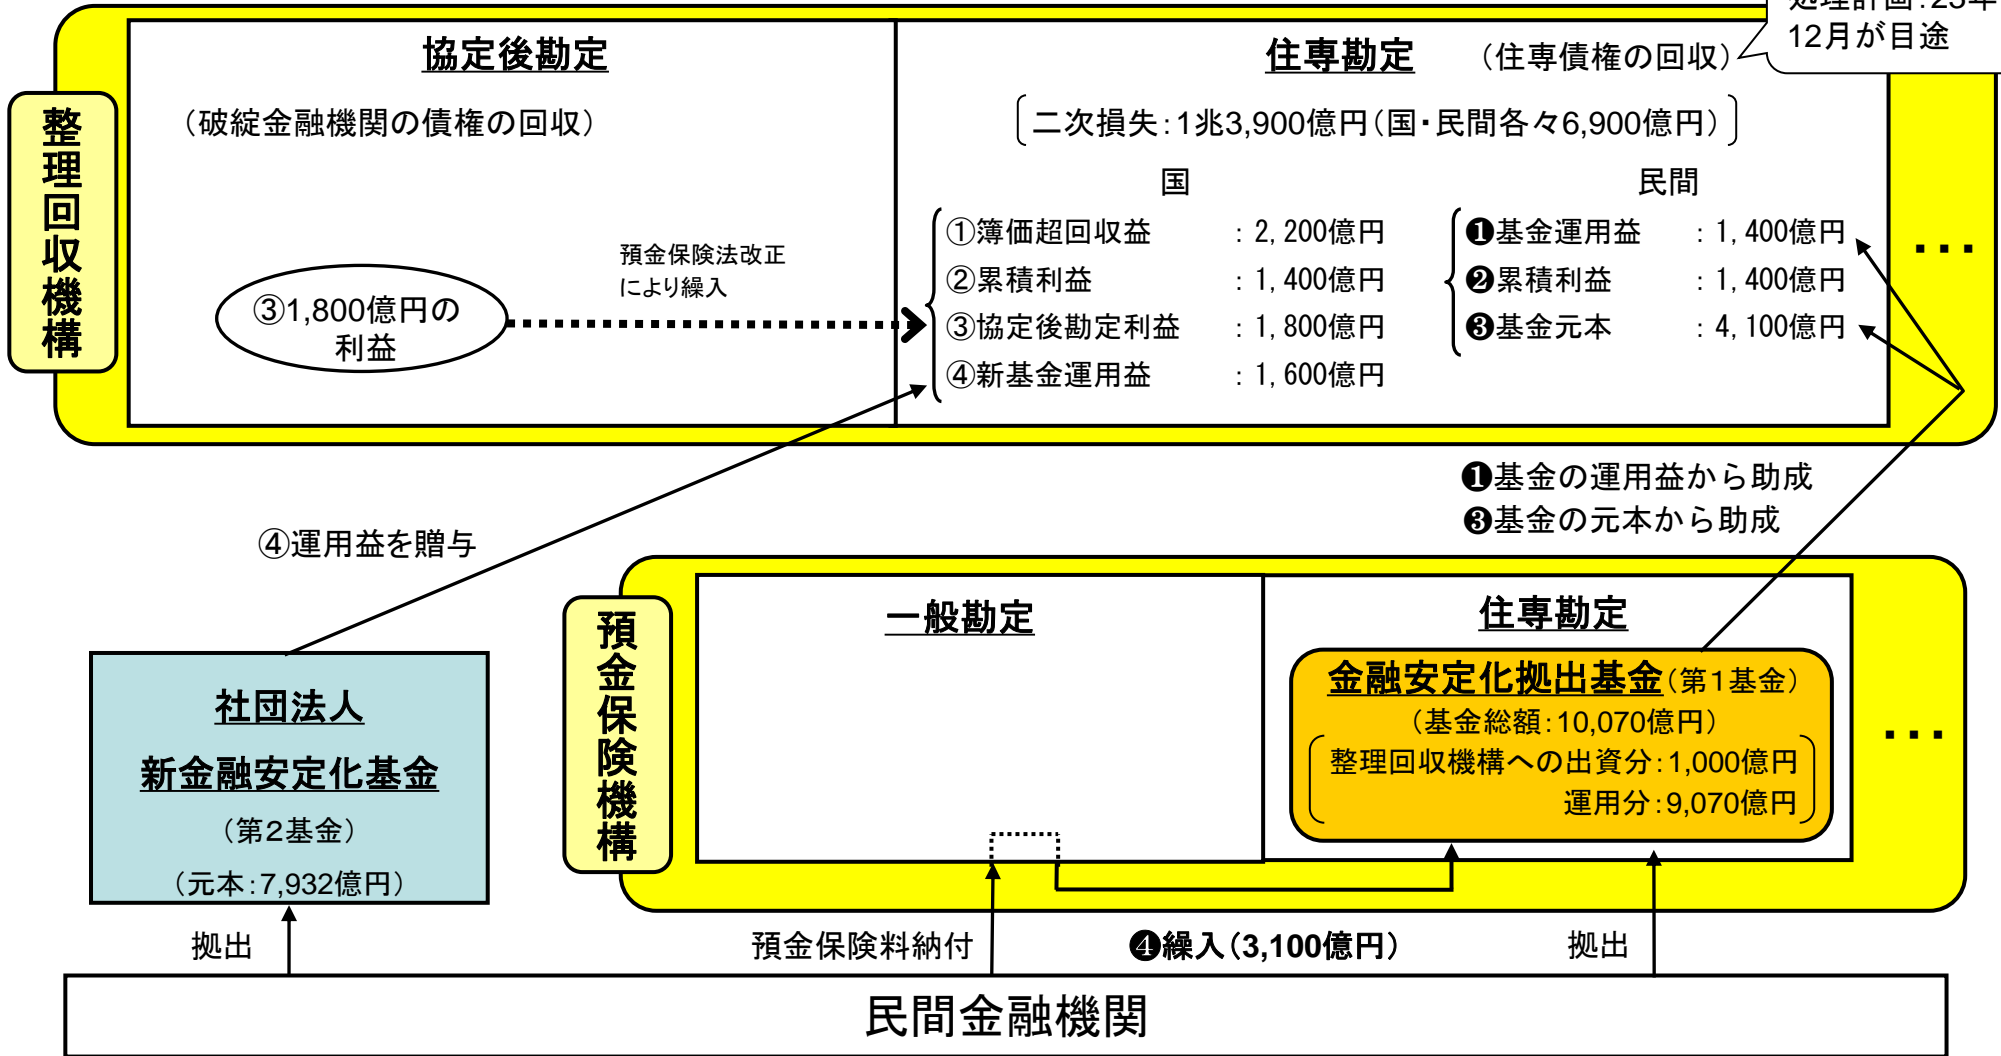 処理計画：23年
12月が目途
協定後勘定
住専勘定 （住専債権の回収）
整理回収機構
（破綻金融機関の債権の回収）
二次損失：1兆3,900億円（国・民間各々6,900億円）
国
民間
預金保険法改正
により繰入
③1,800億円の
利益
①簿価超回収益 ：2,200億円
②累積利益 ：1,400億円
③協定後勘定利益 ：1,800億円
④新基金運用益 ：1,600億円
❶基金運用益 ：1,400億円
❷累積利益 ：1,400億円
❸基金元本 ：4,100億円
・・・
❶基金の運用益から助成
❸基金の元本から助成
④運用益を贈与
預金保険機構
一般勘定
住専勘定
社団法人
新金融安定化基金
（第２基金）
（元本：7,932億円）
金融安定化拠出基金（第１基金）
（基金総額：10,070億円）
整理回収機構への出資分：1,000億円
運用分：9,070億円
・・・
拠出
預金保険料納付
❹繰入（3,100億円）
拠出
民間金融機関